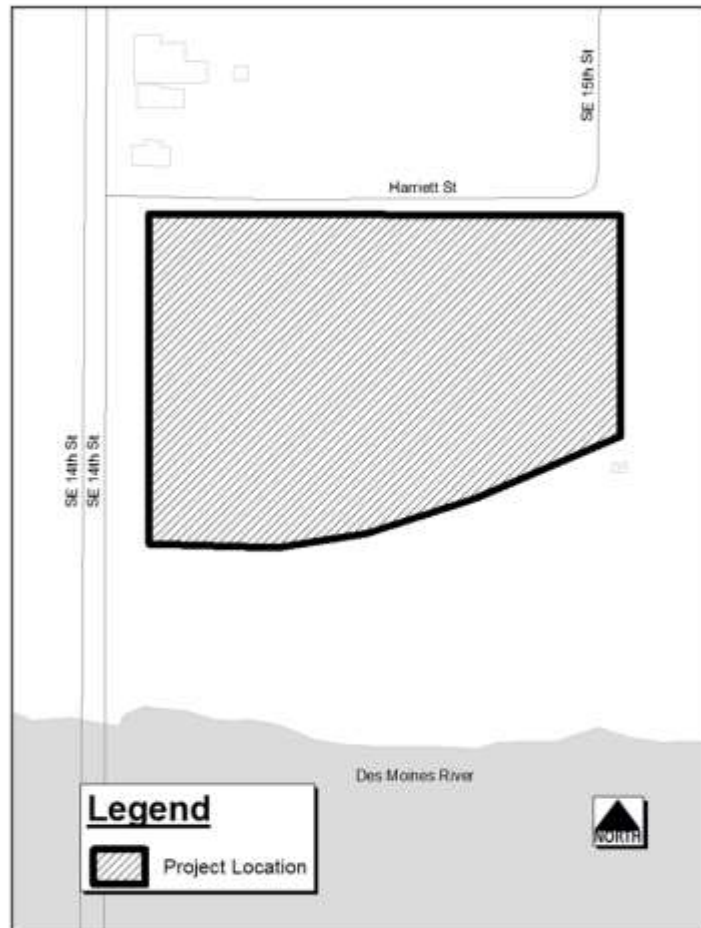 SE 15th St
Harriett St
SE 14th St
SE 14th St
Des Moines River
Legend
Project Location
NORTH